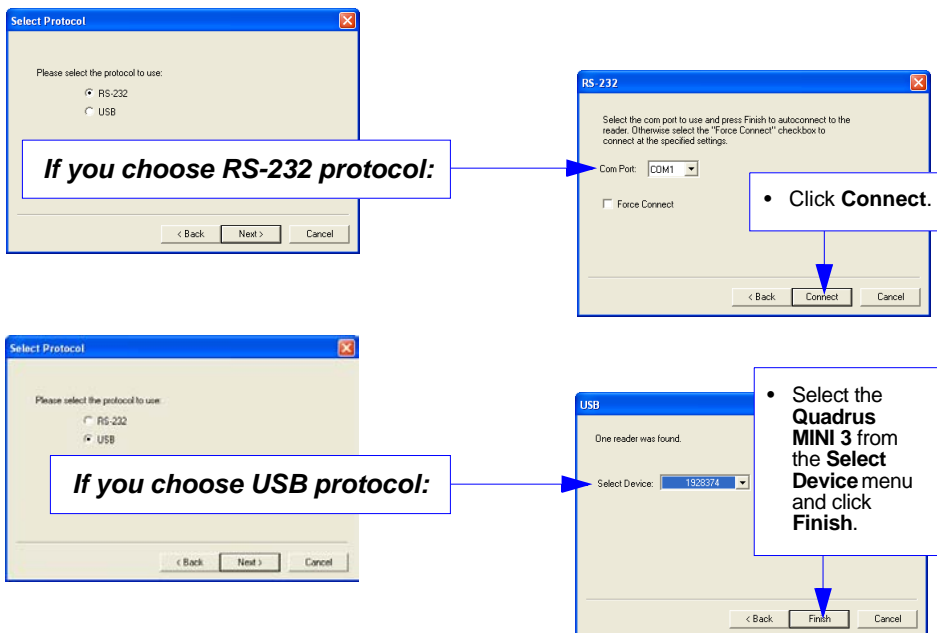 Select Protocol
Please select the protocol to use:
RS-232
USB
If you choose RS-232 protocol:
< Back Next > Cancel
RS-232
Select the com port to use and press Finish to autoconnect to the
reader. Otherwise select the "Force Connect" checkbox to
connect at the specified settings.
Com Port: COM1
Force Connect
• Click Connect.
< Back Connect Cancel
Select Protocol
Please select the protocol to use:
RS-232
USB
If you choose USB protocol:
< Back Next > Cancel
USB
One reader was found.
Select Device: 1928374
• Select the
Quadrus
MINI 3 from
the Select
Device menu
and click
Finish.
< Back Finish Cancel